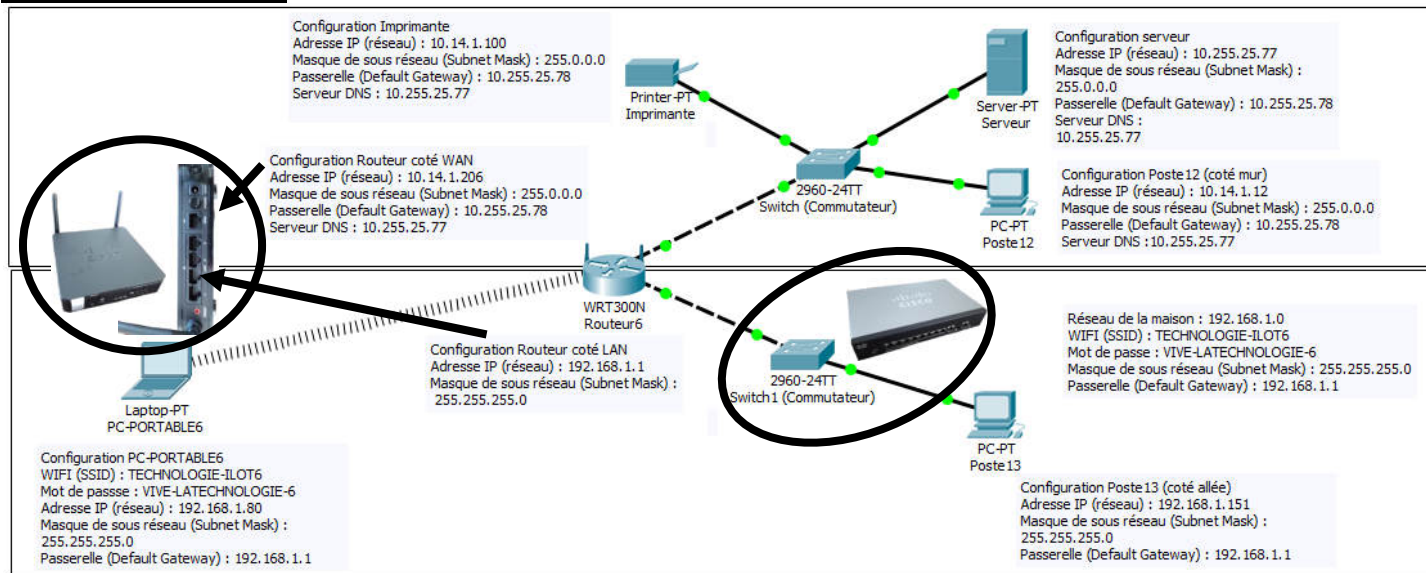 Configuration Imprimante
Adresse IP (réseau) : 10.14.1.100
Masque de sous réseau (Subnet Mask) : 255.0.0.0
Passerelle (Default Gateway) : 10.255.25.78
Serveur DNS : 10.255.25.77
Printer-PT
Imprimante
Server-PT
Serveur
Configuration serveur
Adresse IP (réseau) : 10.255.25.77
Masque de sous réseau (Subnet Mask) :
255.0.0.0
Passerelle (Default Gateway) : 10.255.25.78
Serveur DNS :
10.255.25.77
Configuration Routeur coté WAN
Adresse IP (réseau) : 10.14.1.206
Masque de sous réseau (Subnet Mask) : 255.0.0.0
Passerelle (Default Gateway) : 10.255.25.78
Serveur DNS : 10.255.25.77
2960-24TT
Switch (Commutateur)
PC-PT
Poste12
Configuration Poste12 (coté mur)
Adresse IP (réseau) : 10.14.1.12
Masque de sous réseau (Subnet Mask) : 255.0.0.0
Passerelle (Default Gateway) : 10.255.25.78
Serveur DNS :10.255.25.77
WRT300N
Routeur6
Configuration Routeur coté LAN
Adresse IP (réseau) : 192.168.1.1
Masque de sous réseau (Subnet Mask) :
255.255.255.0
2960-24TT
Switch1 (Commutateur)
Réseau de la maison : 192.168.1.0
WIFI (SSID) : TECHNOLOGIE-ILOT6
Mot de passe : VIVE-LATECHNOLOGIE-6
Masque de sous réseau (Subnet Mask) : 255.255.255.0
Passerelle (Default Gateway) : 192.168.1.1
Laptop-PT
PC-PORTABLE6
Configuration PC-PORTABLE6
WIFI (SSID) : TECHNOLOGIE-ILOT6
Mot de passse : VIVE-LATECHNOLOGIE-6
Adresse IP (réseau) : 192.168.1.80
Masque de sous réseau (Subnet Mask) :
255.255.255.0
Passerelle (Default Gateway) : 192.168.1.1
PC-PT
Poste13
Configuration Poste13 (coté allée)
Adresse IP (réseau) : 192.168.1.151
Masque de sous réseau (Subnet Mask) :
255.255.255.0
Passerelle (Default Gateway) : 192.168.1.1